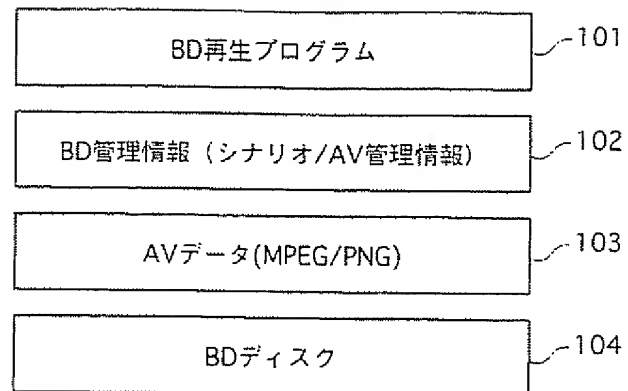 BD再生プログラム
101
BD管理情報（シナリオ/AV管理情報）
102
AVデータ(MPEG/PNG)
103
BDディスク
104